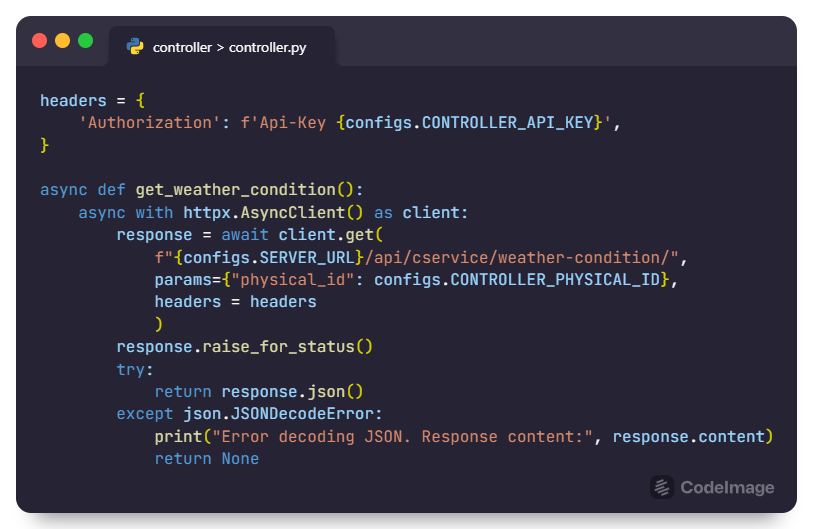 controller > controller.py
headers = {
    'Authorization': f'Api-Key {configs.CONTROLLER_API_KEY}',
}
async def get_weather_condition():
    async with httpx.AsyncClient() as client:
        response = await client.get(
            f"{configs.SERVER_URL}/api/cservice/weather-condition/",
            params={"physical_id": configs.CONTROLLER_PHYSICAL_ID},
            headers = headers
            )
        response.raise_for_status()
        try:
            return response.json()
        except json.JSONDecodeError:
            print("Error decoding JSON. Response content:", response.content)
            return None
CodeImage